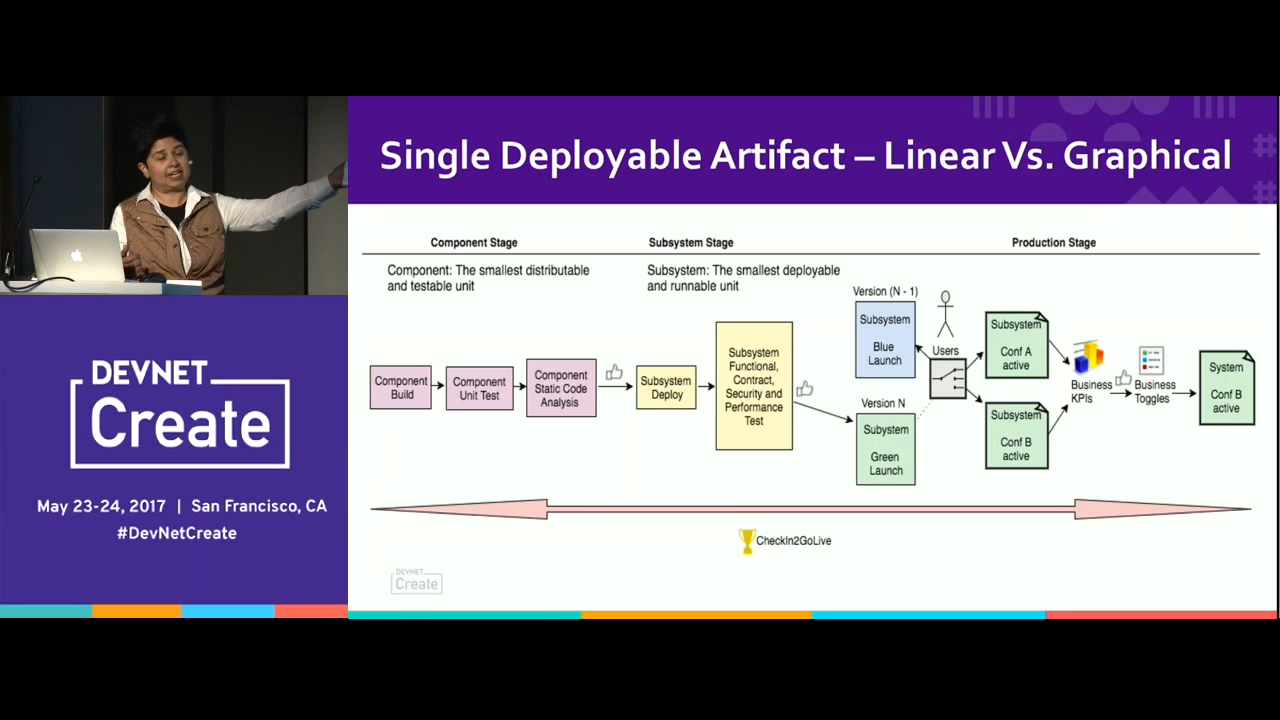 Single Deployable Artifact – Linear Vs. Graphical
Component Stage
Subsystem Stage
Production Stage
Component: The smallest distributable
and testable unit
Subsystem: The smallest deployable
and runnable unit
Component
Build
Component
Unit Test
Component
Static Code
Analysis
Subsystem
Deploy
Subsystem
Functional,
Contract,
Security and
Performance
Test
Version (N - 1)
Subsystem
Blue
Launch
Version N
Subsystem
Green
Launch
Users
Subsystem
Conf A
active
Subsystem
Conf B
active
Business
KPIs
Business
Toggles
System
Conf B
active
CheckIn2GoLive
DEVNET
Create
DEVNET
Create
May 23-24, 2017 | San Francisco, CA
#DevNetCreate